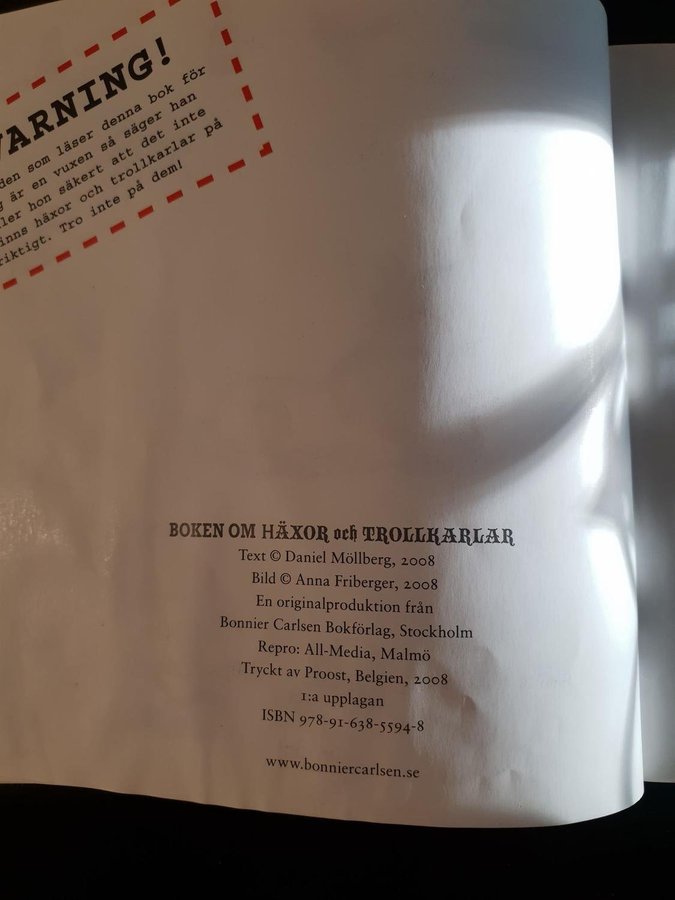 VARNING!
den som läser denna bok för
g är en vuxen så säger han
ler hon säkert att det inte
inns häxor och trollkarlar på
riktigt. Tro inte på dem!
BOKEN OM HÄXOR och TROLLKARLAR
Text © Daniel Möllberg, 2008
Bild © Anna Friberger, 2008
En originalproduktion från
Bonnier Carlsen Bokförlag, Stockholm
Repro: All-Media, Malmö
Tryckt av Proost, Belgien, 2008
1:a upplagan
ISBN 978-91-638-5594-8
www.bonniercarlsen.se